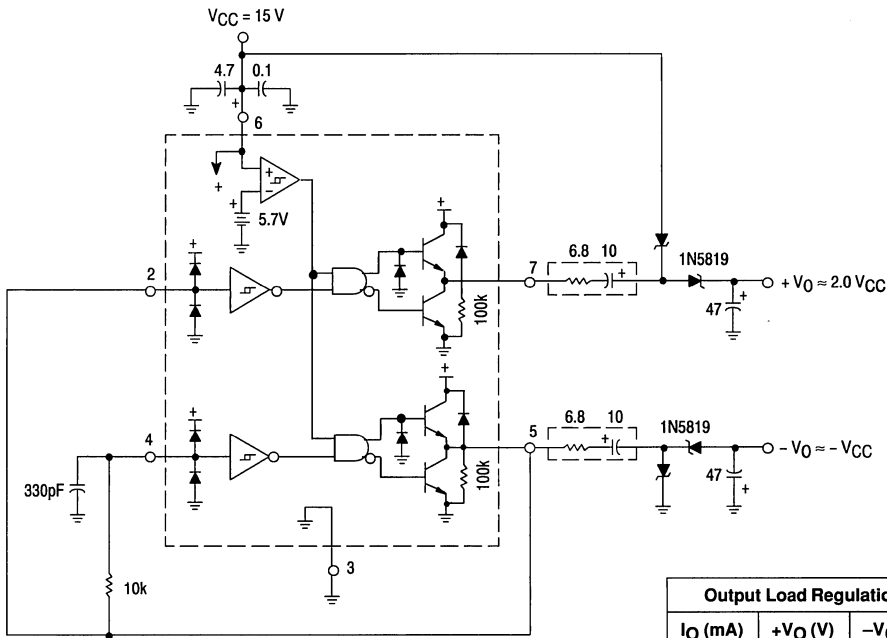 VCC = 15 V
4.7
0.1
+
6
+
+
–
+
5.7V
+
+
2
7
6.8
10
+
1N5819
+ VO ≈ 2.0 VCC
47
+
100k
+
+
4
5
6.8
+
10
1N5819
– VO ≈ – VCC
47
+
100k
330pF
3
10k
Output Load Regulatio
IO (mA)
+VO (V)
–V